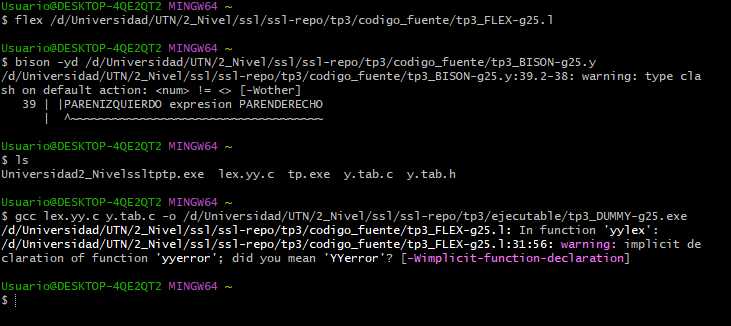 Usuario@DESKTOP-4QE2QT2 MINGW64 ~
$ flex /d/Universidad/UTN/2_Nivel/ssl/ssl-repo/tp3/codigo_fuente/tp3_FLEX-g25.l
Usuario@DESKTOP-4QE2QT2 MINGW64 ~
$ bison -yd /d/Universidad/UTN/2_Nivel/ssl/ssl-repo/tp3/codigo_fuente/tp3_BISON-g25.y
/d/Universidad/UTN/2_Nivel/ssl/ssl-repo/tp3/codigo_fuente/tp3_BISON-g25.y:39.2-38: warning: type cla
sh on default action: <num> != <> [-Wother]
   39 | |PARENIZQUIERDO expresion PARENDERECHO
      |  ^~~~~~~~~~~~~~~~~~~~~~~~~~~~~~~~~~~~~
Usuario@DESKTOP-4QE2QT2 MINGW64 ~
$ ls
Universidad2_Nivelssltptp.exe  lex.yy.c  tp.exe  y.tab.c  y.tab.h
Usuario@DESKTOP-4QE2QT2 MINGW64 ~
$ gcc lex.yy.c y.tab.c -o /d/Universidad/UTN/2_Nivel/ssl/ssl-repo/tp3/ejecutable/tp3_DUMMY-g25.exe
/d/Universidad/UTN/2_Nivel/ssl/ssl-repo/tp3/codigo_fuente/tp3_FLEX-g25.l: In function 'yylex':
/d/Universidad/UTN/2_Nivel/ssl/ssl-repo/tp3/codigo_fuente/tp3_FLEX-g25.l:31:56: warning: implicit de
claration of function 'yyerror'; did you mean 'YYerror'? [-Wimplicit-function-declaration]
Usuario@DESKTOP-4QE2QT2 MINGW64 ~
$